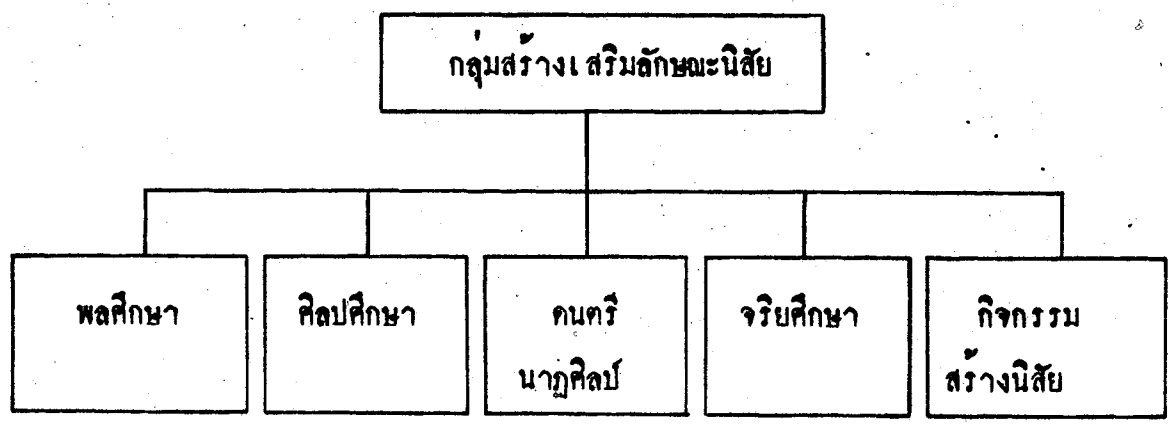 กลุ่มสร้างเสริมลักษณะนิสัย
พลศึกษา
ศิลปศึกษา
ดนตรี
นาฏศิลป์
จริยศึกษา
กิจกรรม
สร้างนิสัย